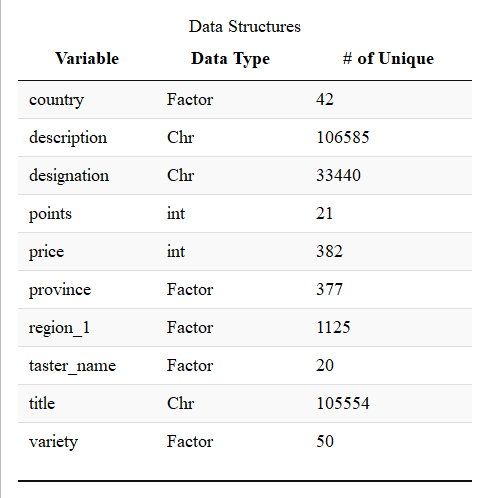 Data Structures
Variable Data Type # of Unique
country Factor 42
description Chr 106585
designation Chr 33440
points int 21
price int 382
province Factor 377
region_1 Factor 1125
taster_name Factor 20
title Chr 105554
variety Factor 50